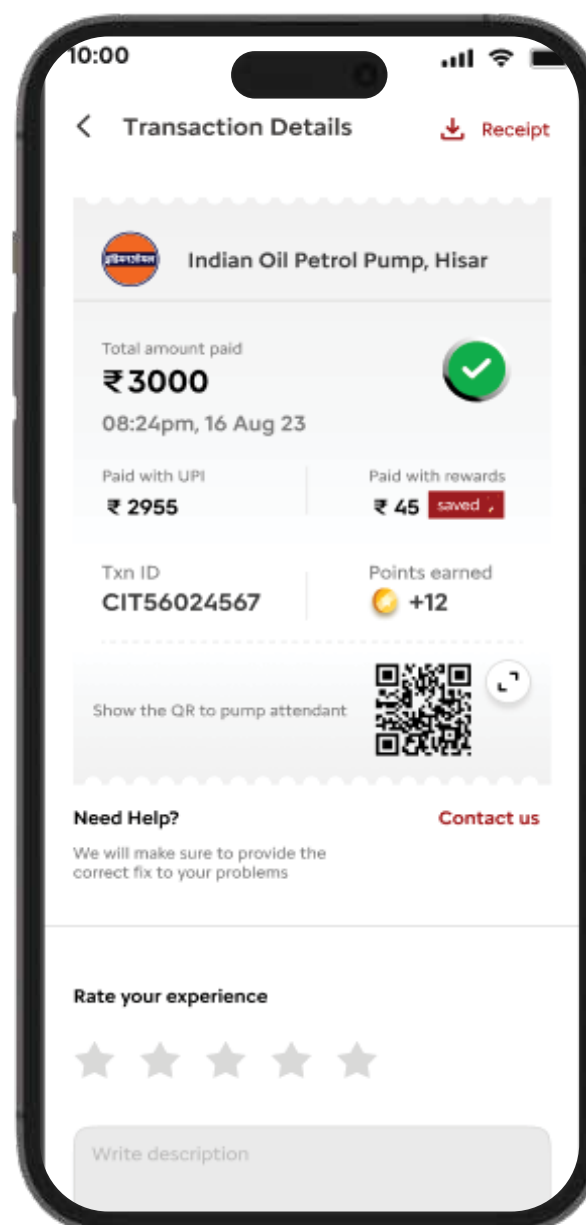 10:00
Transaction Details
Receipt
इंडियनऑयल
Indian Oil Petrol Pump, Hisar
Total amount paid
₹3000
08:24pm, 16 Aug 23
Paid with UPI
Paid with rewards
₹ 2955
₹ 45 saved
Txn ID
Points earned
CIT56024567
+12
Show the QR to pump attendant
Need Help?
Contact us
We will make sure to provide the
correct fix to your problems
Rate your experience
Write description